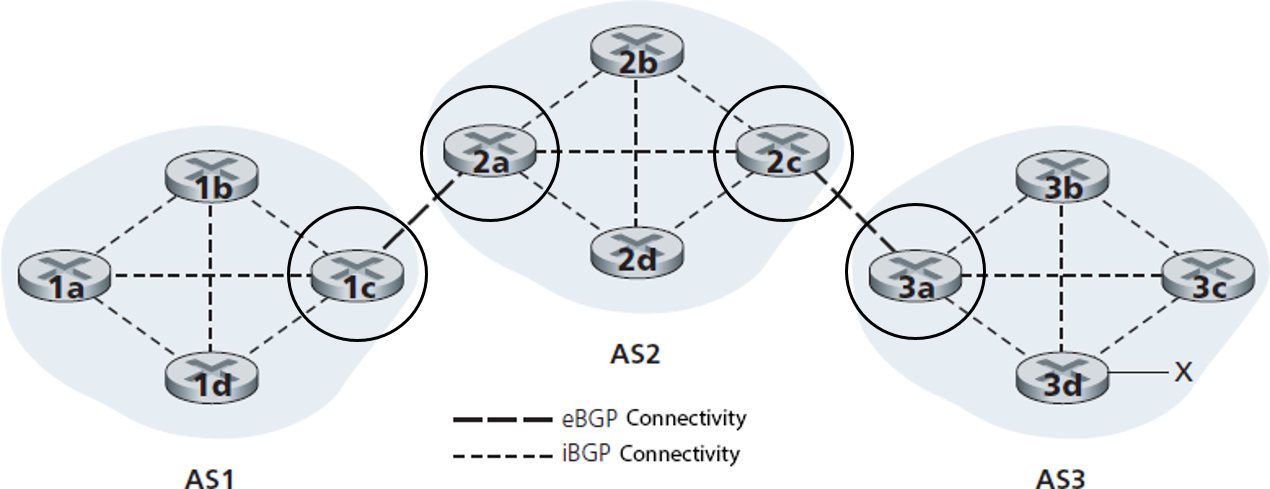 2b
2a
2c
1b
3b
2d
1a
1c
3a
3c
AS2
1d
3d
X
eBGP Connectivity
iBGP Connectivity
AS1
AS3